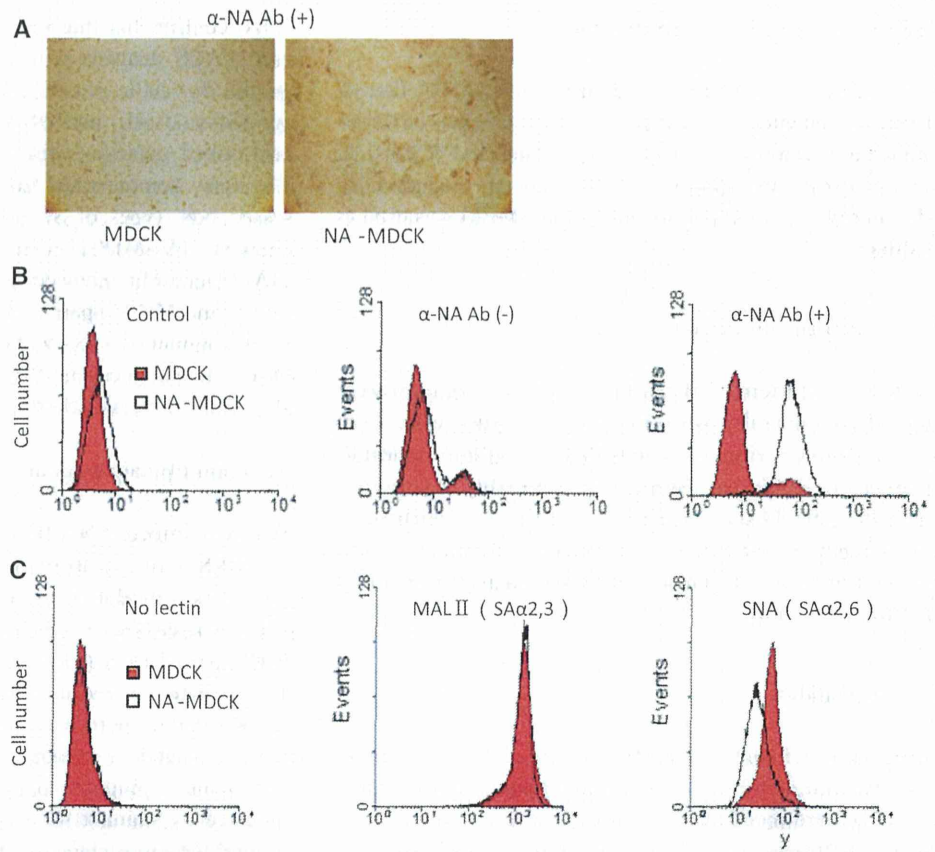 α-NA Ab (+)
A
MDCK
NA -MDCK
B
128
Control
Cell number
MDCK
NA -MDCK
0
10⁰ 10¹ 10² 10³ 10⁴
128
α-NA Ab (-)
Events
0
10⁰ 10¹ 10² 10³ 10
128
α-NA Ab (+)
Events
0
10⁰ 10¹ 10² 10³ 10⁴
C
128
No lectin
Cell number
MDCK
NA -MDCK
0
10⁰ 10¹ 10² 10³ 10⁴
128
MAL II ( SAα2,3 )
Events
0
10⁰ 10¹ 10² 10³ 10⁴
128
SNA ( SAα2,6 )
Events
0
10⁰ 10¹ 10² 10³ 10⁴
y